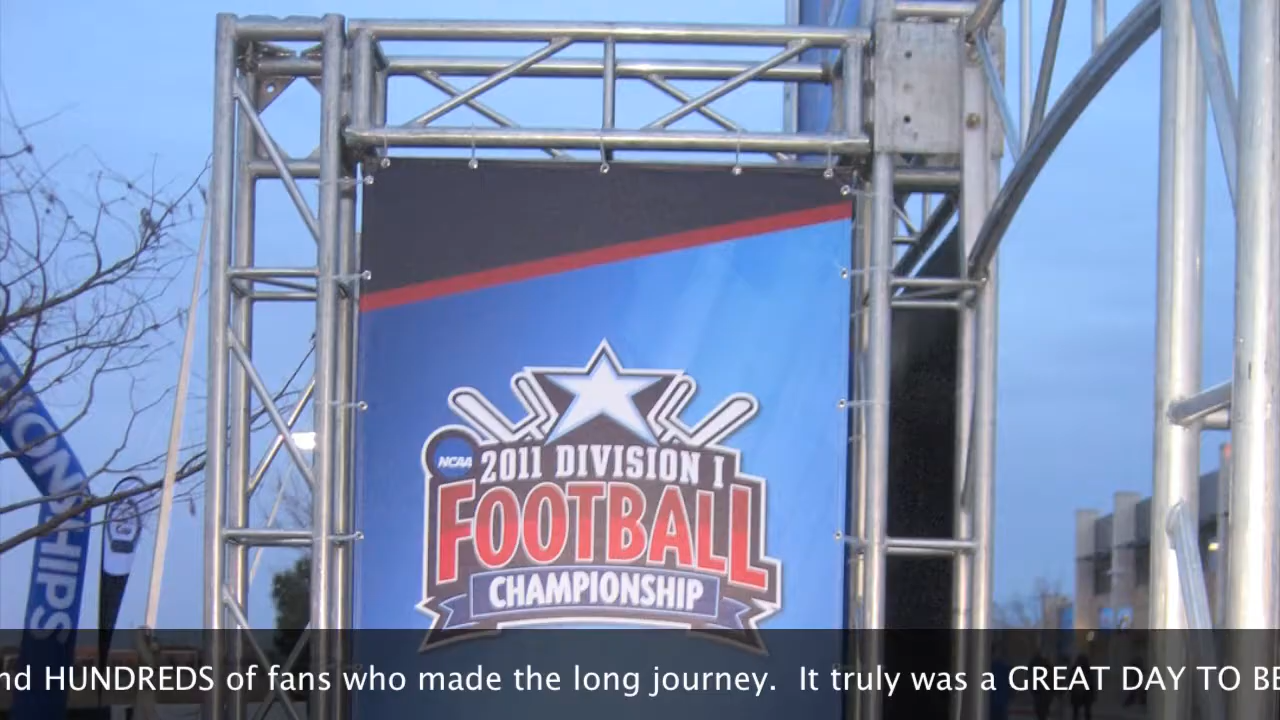 NCAA
2011 DIVISION I
FOOTBALL
CHAMPIONSHIP
nd HUNDREDS of fans who made the long journey. It truly was a GREAT DAY TO BE